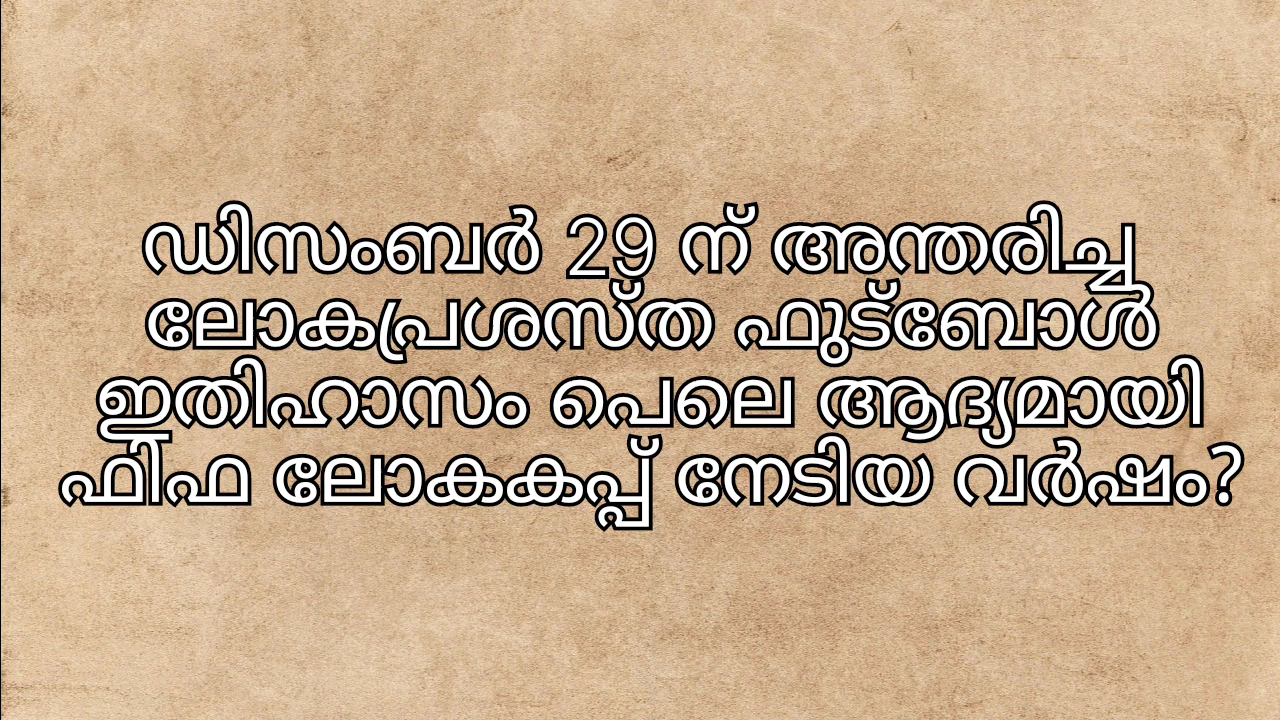 ഡിസംബർ 29 ന് അന്തരിച്ച
ലോകപ്രശസ്ത ഫുട്ബോൾ
ഇതിഹാസം പെലെ ആദ്യമായി
ഫിഫ ലോകകപ്പ് നേടിയ വർഷം?